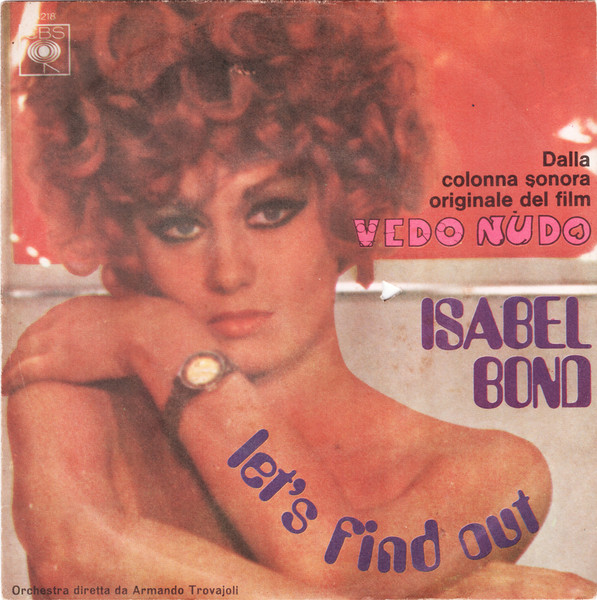 CBS
Dalla
colonna sonora
originale del film
VEDO NUDO
ISABEL
BOND
let's find out
Orchestra diretta da Armando Trovajoli